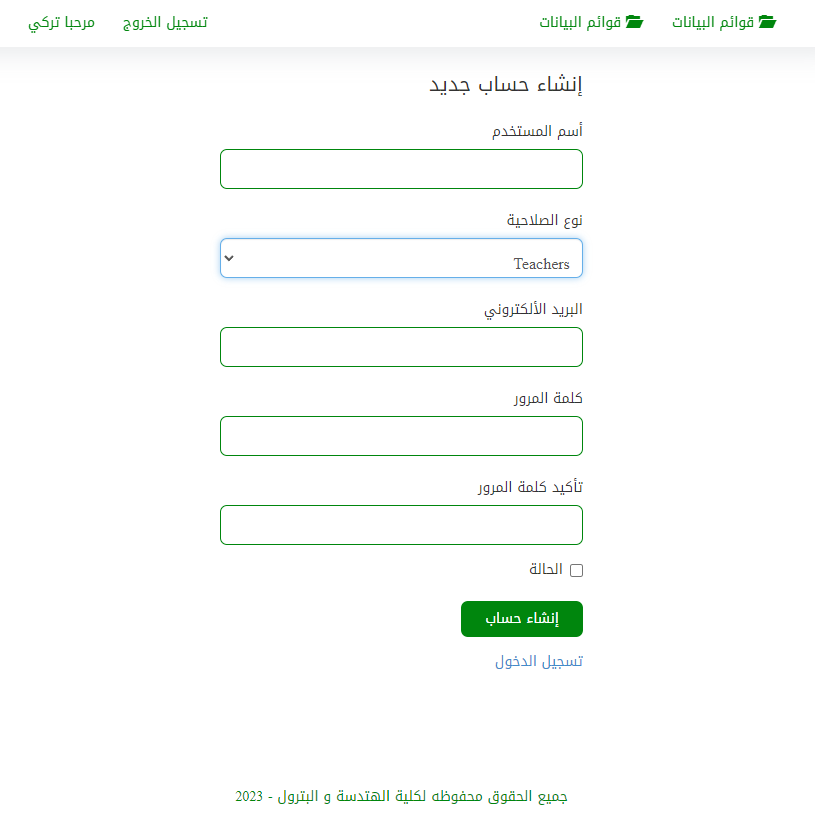 قوائم البيانات قوائم البيانات تسجيل الخروج مرحبا تركي
إنشاء حساب جديد
أسم المستخدم
نوع الصلاحية
Teachers
البريد الألكتروني
كلمة المرور
تأكيد كلمة المرور
الحالة
إنشاء حساب
تسجيل الدخول
جميع الحقوق محفوظه لكلية الهتدسة و البترول - 2023